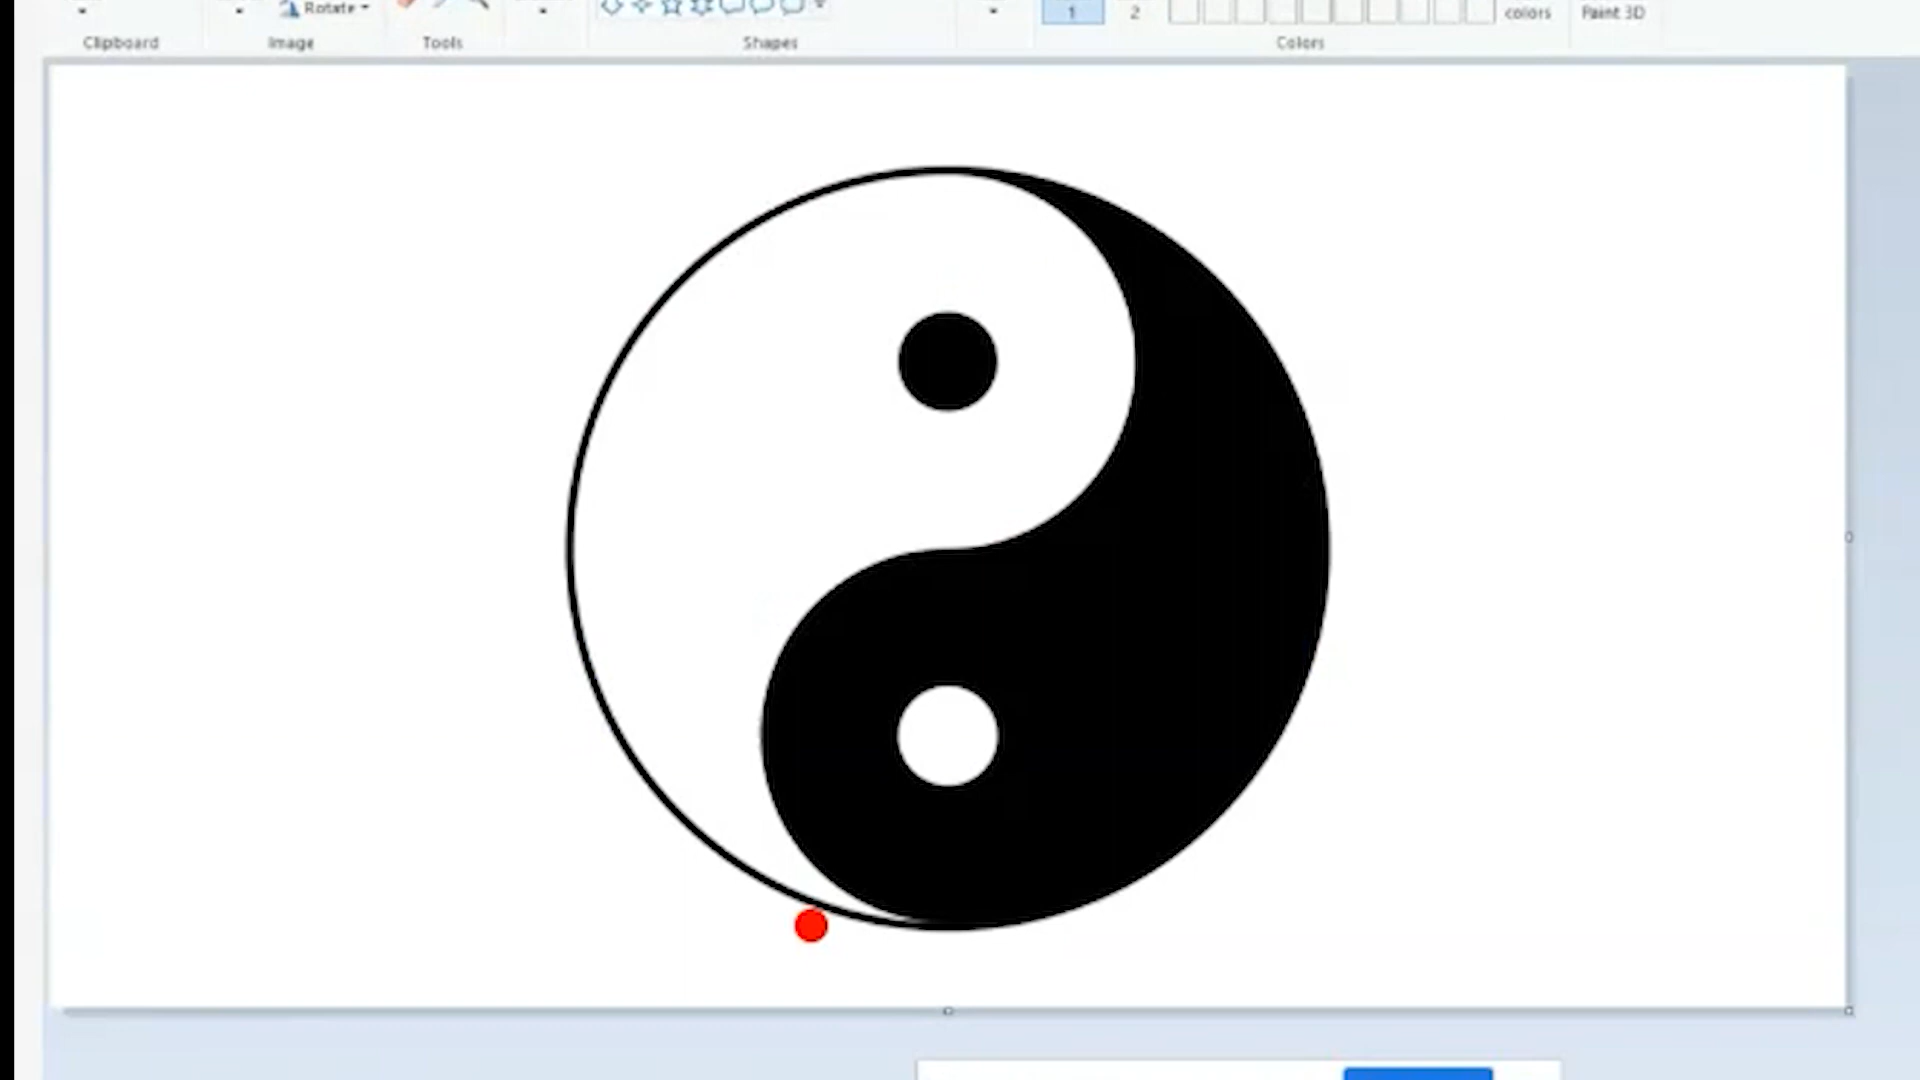 Rotate
1
2
colors
Paint 3D
Clipboard
Image
Tools
Shapes
Colors